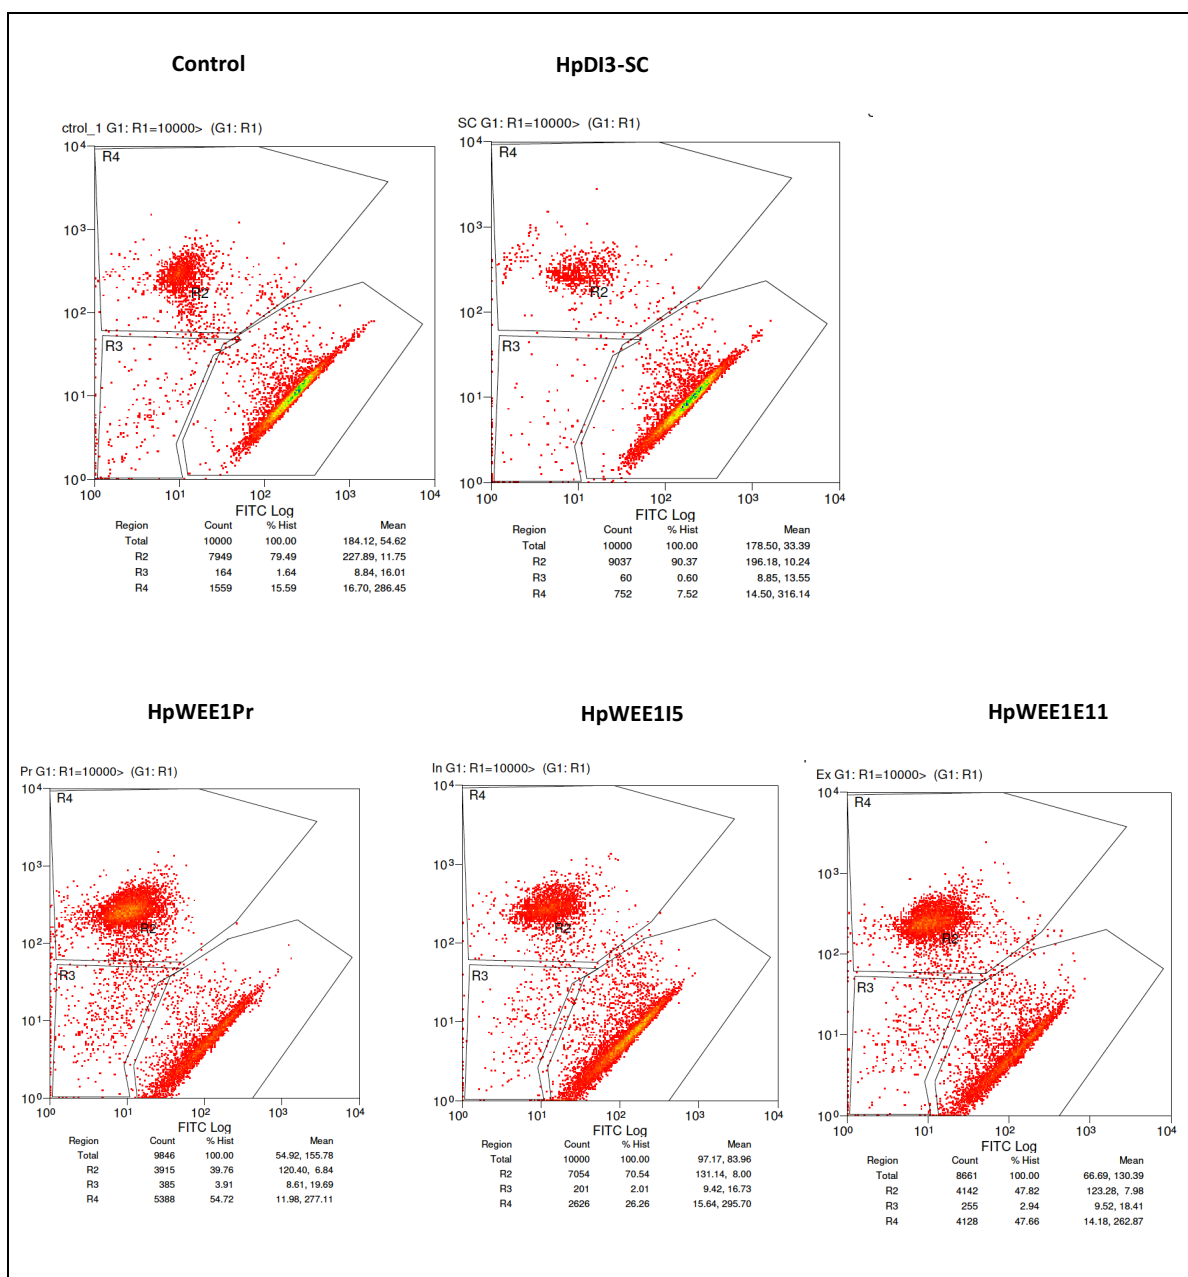 Control
HpDI3-SC
ctrol_1 G1: R1=10000> (G1: R1)
SC G1: R1=10000> (G1: R1)
10⁴
R4
10³
R2
10²
R3
10¹
10⁰
10⁰ 10¹ 10² 10³ 10⁴
FITC Log
Region Count % Hist Mean
Total 10000 100.00 184.12, 54.62
R2 7949 79.49 227.89, 11.75
R3 164 1.64 8.84, 16.01
R4 1559 15.59 16.70, 286.45
10⁴
R4
10³
R2
10²
R3
10¹
10⁰
10⁰ 10¹ 10² 10³ 10⁴
FITC Log
Region Count % Hist Mean
Total 10000 100.00 178.50, 33.39
R2 9037 90.37 196.18, 10.24
R3 60 0.60 8.85, 13.55
R4 752 7.52 14.50, 316.14
HpWEE1Pr
HpWEE1I5
HpWEE1E11
Pr G1: R1=10000> (G1: R1)
In G1: R1=10000> (G1: R1)
Ex G1: R1=10000> (G1: R1)
10⁴
R4
10³
R2
10²
R3
10¹
10⁰
10⁰ 10¹ 10² 10³ 10⁴
FITC Log
Region Count % Hist Mean
Total 9846 100.00 54.92, 155.78
R2 3915 39.76 120.40, 6.84
R3 385 3.91 8.61, 19.69
R4 5388 54.72 11.98, 277.11
10⁴
R4
10³
R2
10²
R3
10¹
10⁰
10⁰ 10¹ 10² 10³ 10⁴
FITC Log
Region Count % Hist Mean
Total 10000 100.00 97.17, 83.96
R2 7054 70.54 131.14, 8.00
R3 201 2.01 9.42, 16.73
R4 2626 26.26 15.64, 295.70
10⁴
R4
10³
R2
10²
R3
10¹
10⁰
10⁰ 10¹ 10² 10³ 10⁴
FITC Log
Region Count % Hist Mean
Total 8661 100.00 66.69, 130.39
R2 4142 47.82 123.28, 7.98
R3 255 2.94 9.52, 18.41
R4 4128 47.66 14.18, 262.87